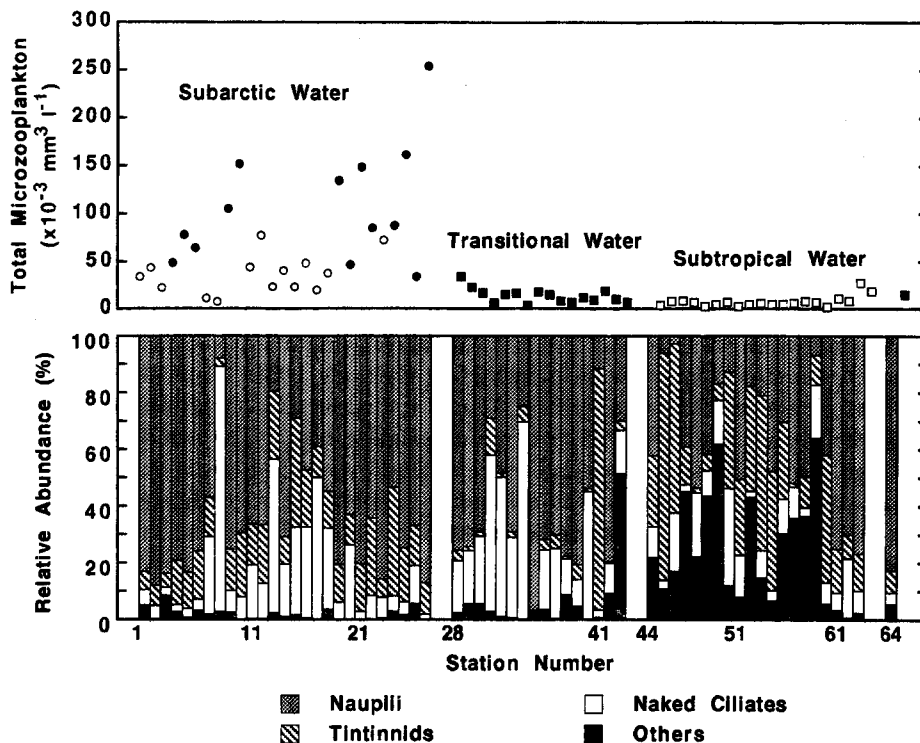 Total Microzooplankton
(x10⁻³ mm³ l⁻¹)
300
250
200
150
100
50
0
Subarctic Water
Transitional Water
Subtropical Water
Relative Abundance (%)
100
80
60
40
20
0
1 11 21 28 41 44 51 61 64
Station Number
Nauplii
Naked Ciliates
Tintinnids
Others